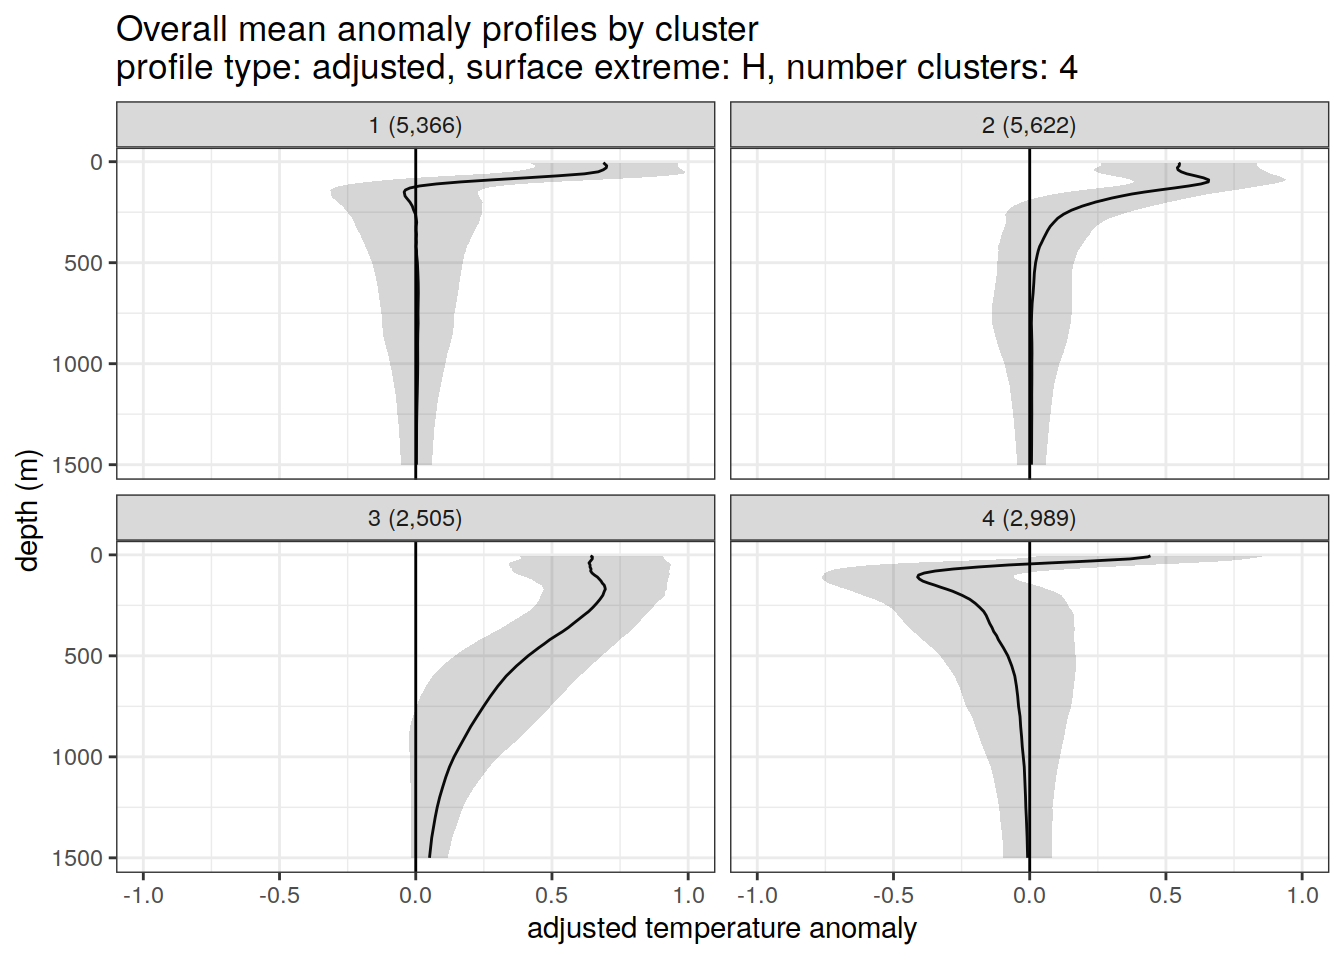 Overall mean anomaly profiles by cluster
profile type: adjusted, surface extreme: H, number clusters: 4
1 (5,366)
2 (5,622)
0
500
1000
1500
3 (2,505)
4 (2,989)
0
500
1000
1500
depth (m)
-1.0 -0.5 0.0 0.5 1.0
-1.0 -0.5 0.0 0.5 1.0
adjusted temperature anomaly